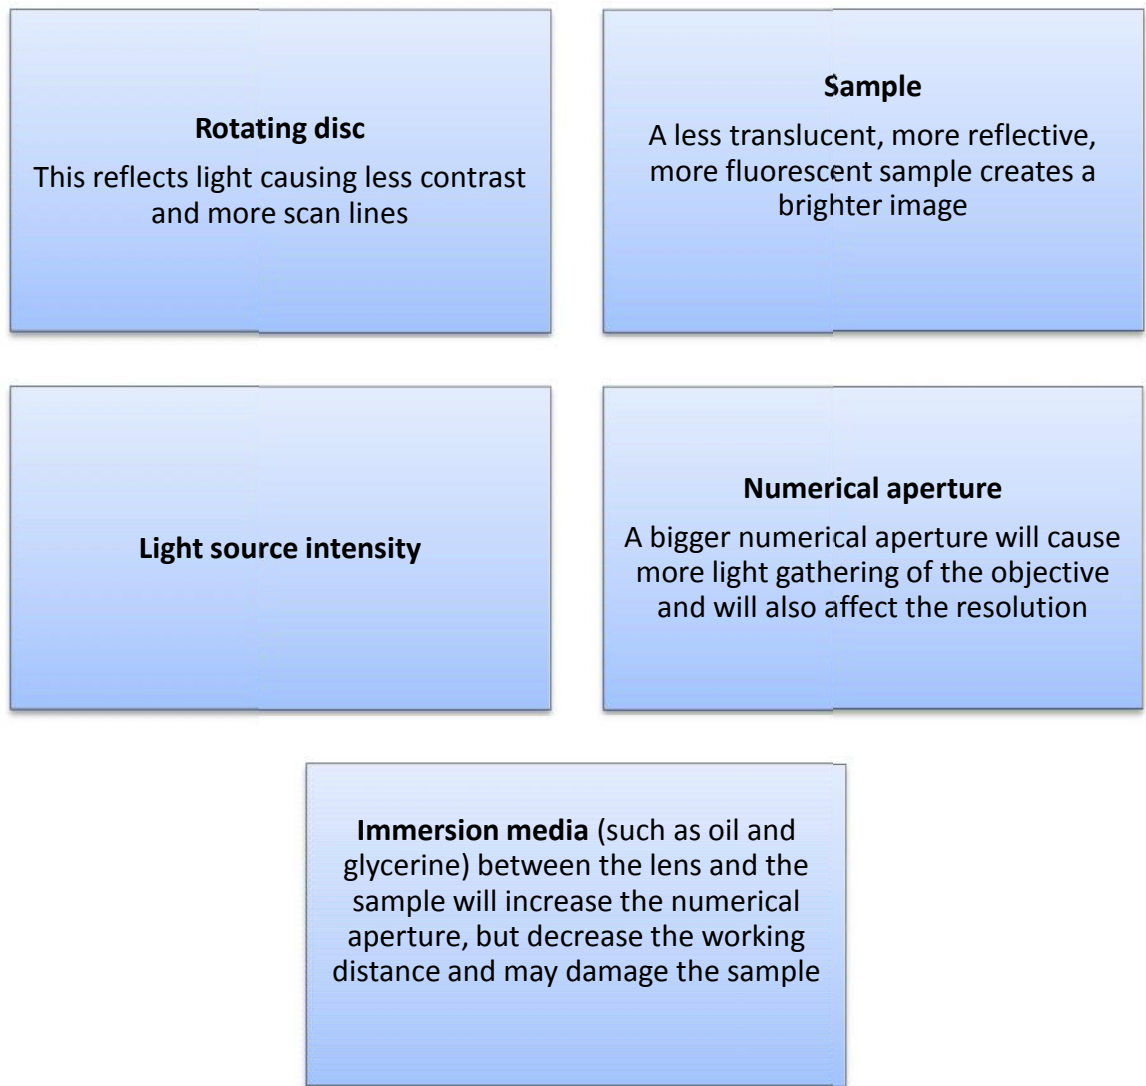 Rotating disc
This reflects light causing less contrast
and more scan lines
Sample
A less translucent, more reflective,
more fluorescent sample creates a
brighter image
Light source intensity
Numerical aperture
A bigger numerical aperture will cause
more light gathering of the objective
and will also affect the resolution
Immersion media (such as oil and
glycerine) between the lens and the
sample will increase the numerical
aperture, but decrease the working
distance and may damage the sample